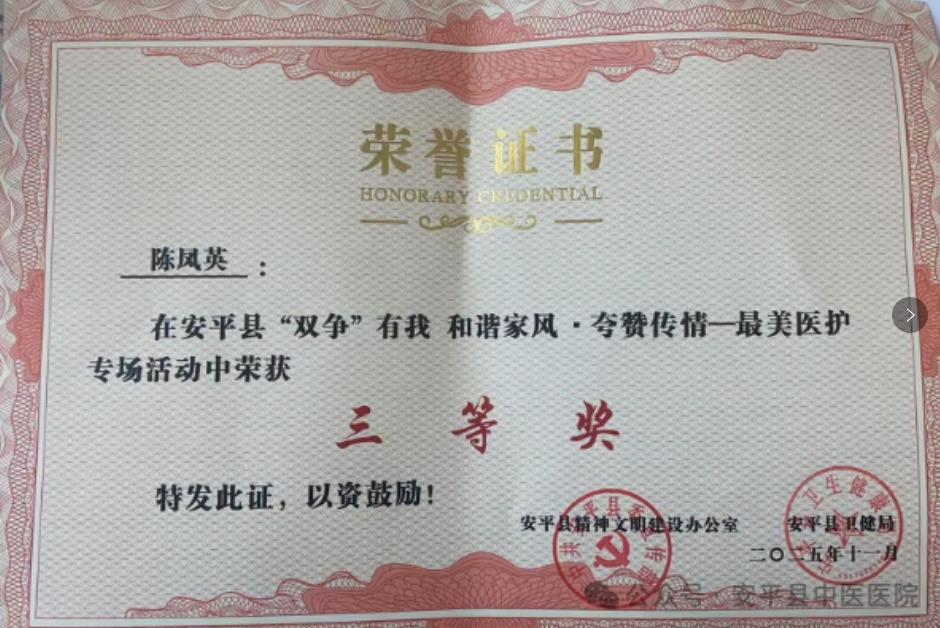 荣誉证书
HONORARY CREDENTIAL
陈凤英：
在安平县“双争”有我 和谐家风·夸赞传情—最美医护
专场活动中荣获
三等奖
特发此证，以资鼓励！
安平县精神文明建设办公室 安平县卫健局
二〇二五年十一月
公众号·安平县中医医院